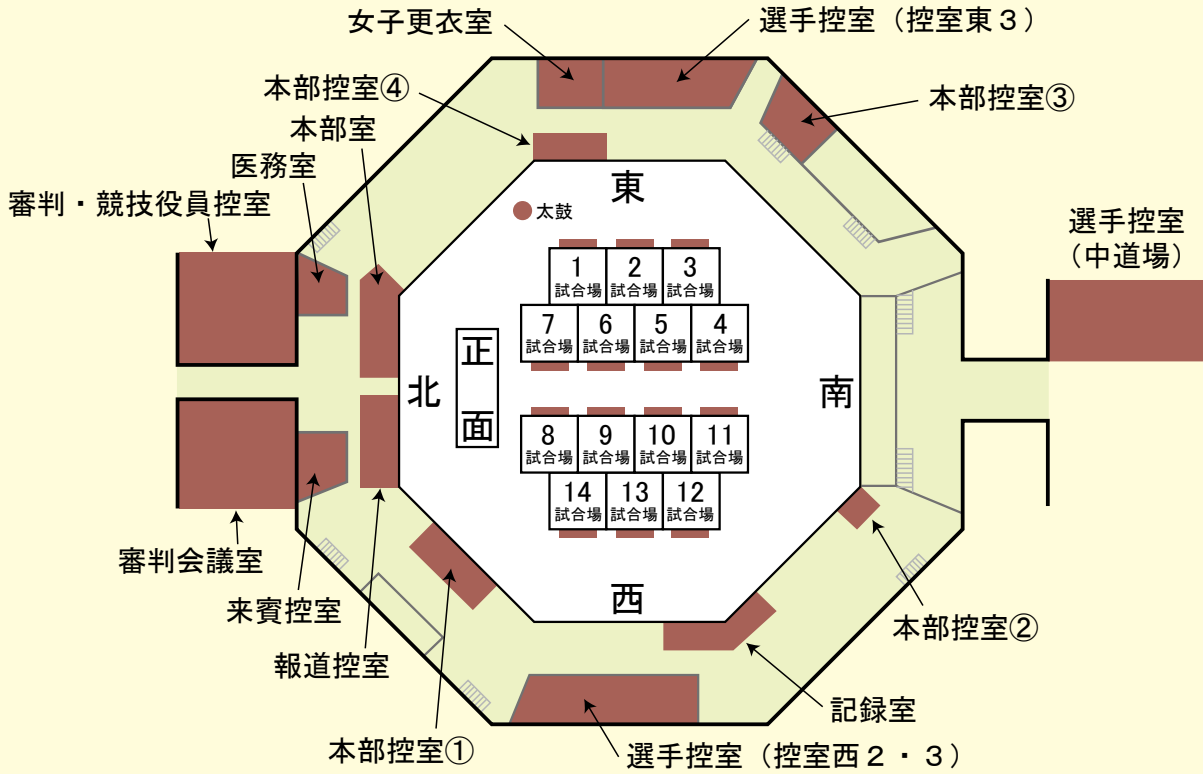 女子更衣室
選手控室（控室東３）
本部控室④
本部控室③
本部室
医務室
審判・競技役員控室
東
太鼓
選手控室
（中道場）
1
試合場
2
試合場
3
試合場
7
試合場
6
試合場
5
試合場
4
試合場
正
面
北
南
8
試合場
9
試合場
10
試合場
11
試合場
14
試合場
13
試合場
12
試合場
審判会議室
西
来賓控室
本部控室②
報道控室
記録室
本部控室①
選手控室（控室西２・３）